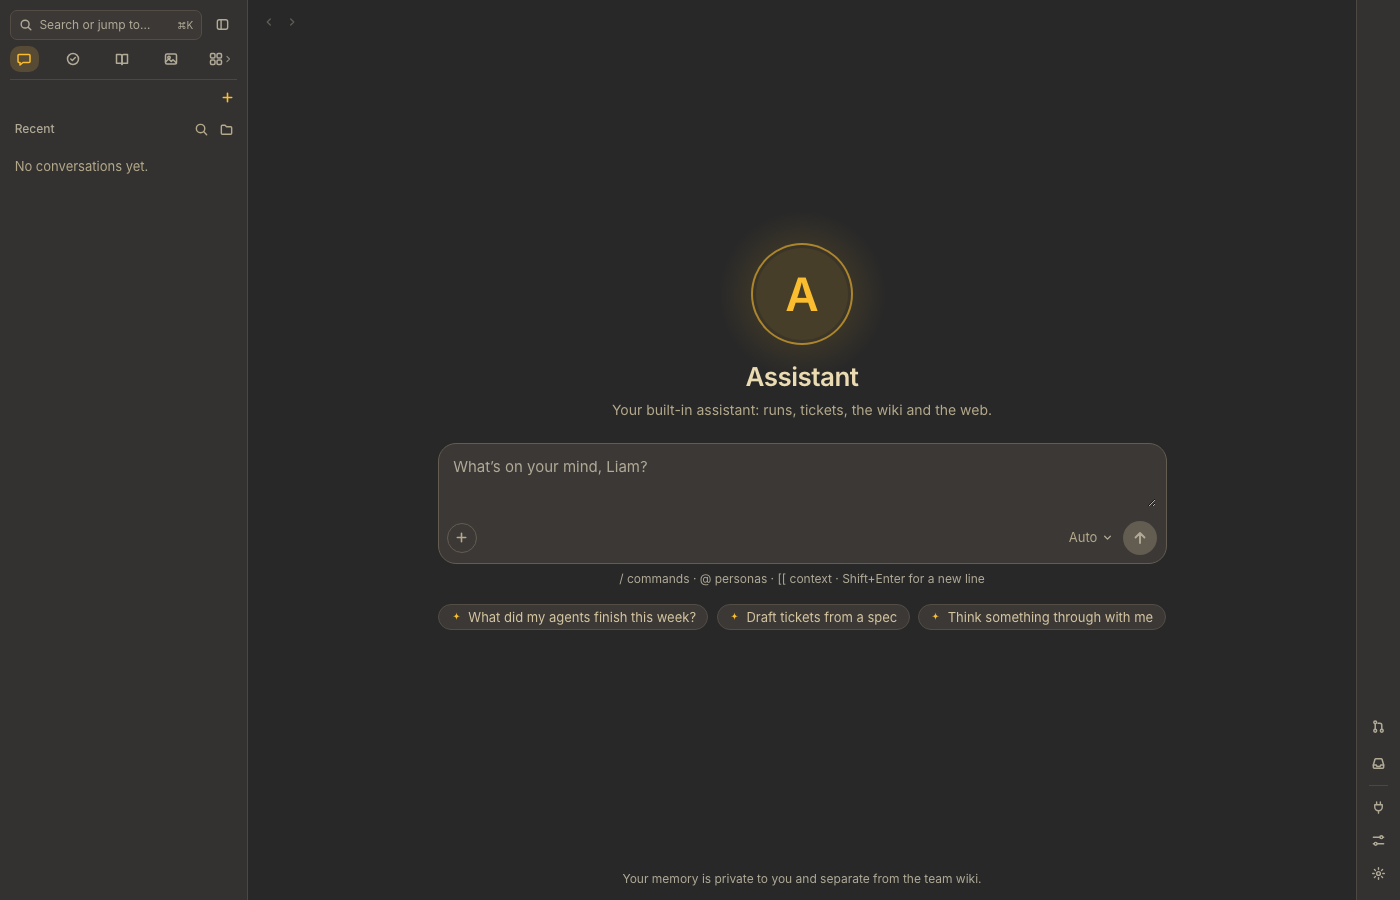 Search or jump to... ⌘K
Recent
No conversations yet.
A
Assistant
Your built-in assistant: runs, tickets, the wiki and the web.
What's on your mind, Liam?
Auto
/ commands · @ personas · [[ context · Shift+Enter for a new line
What did my agents finish this week?
Draft tickets from a spec
Think something through with me
Your memory is private to you and separate from the team wiki.